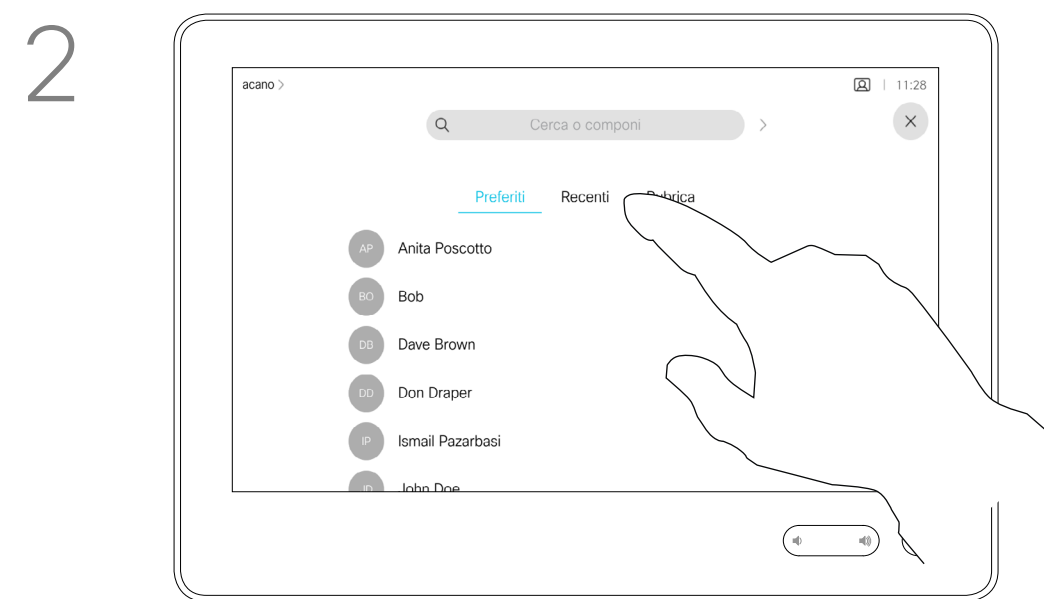 2
acano >
11:28
Cerca o componi
Preferiti Recenti Rubrica
AP Anita Poscotto
BO Bob
DB Dave Brown
DD Don Draper
IP Ismail Pazarbasi
JD John Doe